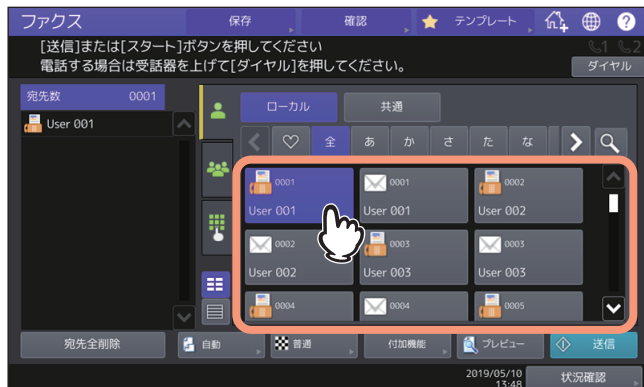 ファクス
保存
確認
テンプレート
[送信]または[スタート]ボタンを押してください
電話する場合は受話器を上げて[ダイヤル]を押してください。
1 2
ダイヤル
宛先数 0001
User 001
ローカル
共通
全 あ か さ た な
0001
User 001
0001
User 001
0002
User 002
0002
User 002
0003
User 003
0003
User 003
0004
0004
0005
宛先全削除
自動
普通
付加機能
プレビュー
送信
2019/05/10
13:48
状況確認